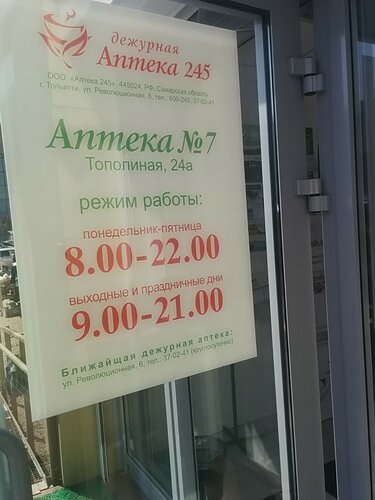 дежурная
Аптека 245
ООО «Аптека 245», 445024, РФ, Самарская область,
г. Тольятти, ул. Революционная, 6, тел.: 600-245, 37-02-41
Аптека №7
Тополиная, 24а
режим работы:
понедельник-пятница
8.00-22.00
выходные и праздничные дни
9.00-21.00
Ближайщая дежурная аптека:
ул. Революционная, 6, тел.: 37-02-41 (круглосуточно)